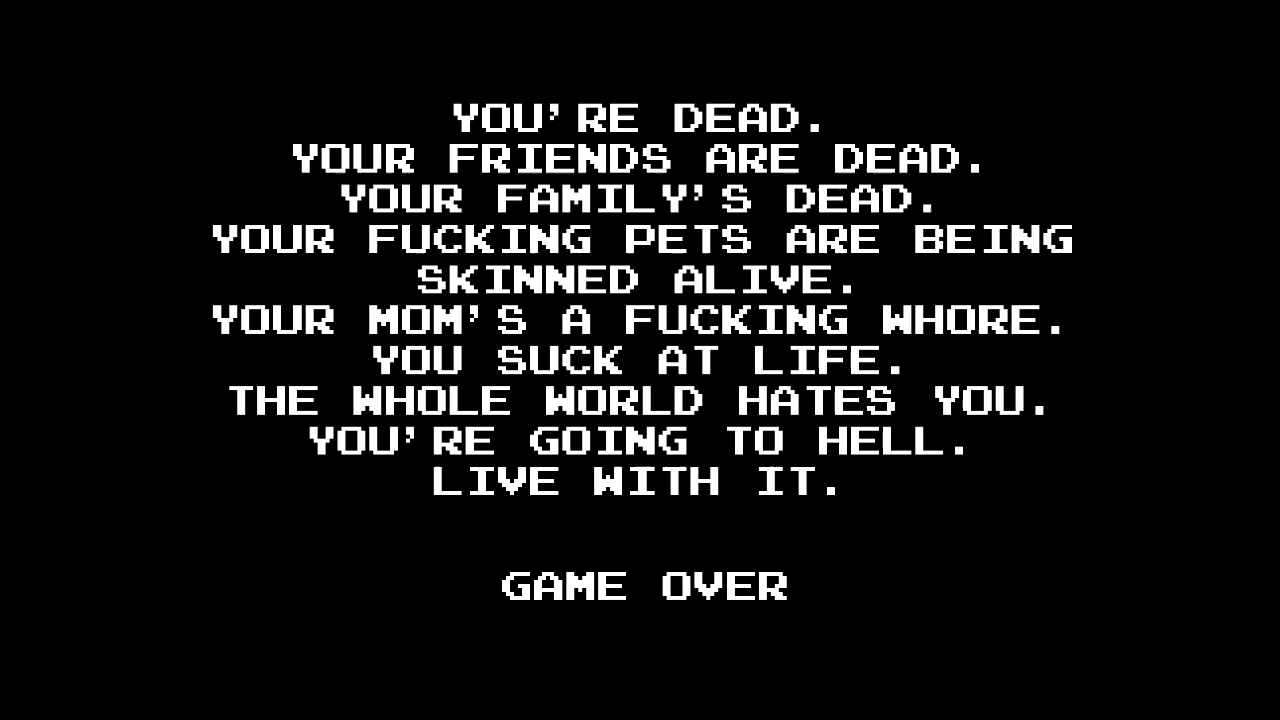 YOU'RE DEAD.
YOUR FRIENDS ARE DEAD.
YOUR FAMILY'S DEAD.
YOUR FUCKING PETS ARE BEING
SKINNED ALIVE.
YOUR MOM'S A FUCKING WHORE.
YOU SUCK AT LIFE.
THE WHOLE WORLD HATES YOU.
YOU'RE GOING TO HELL.
LIVE WITH IT.
GAME OVER